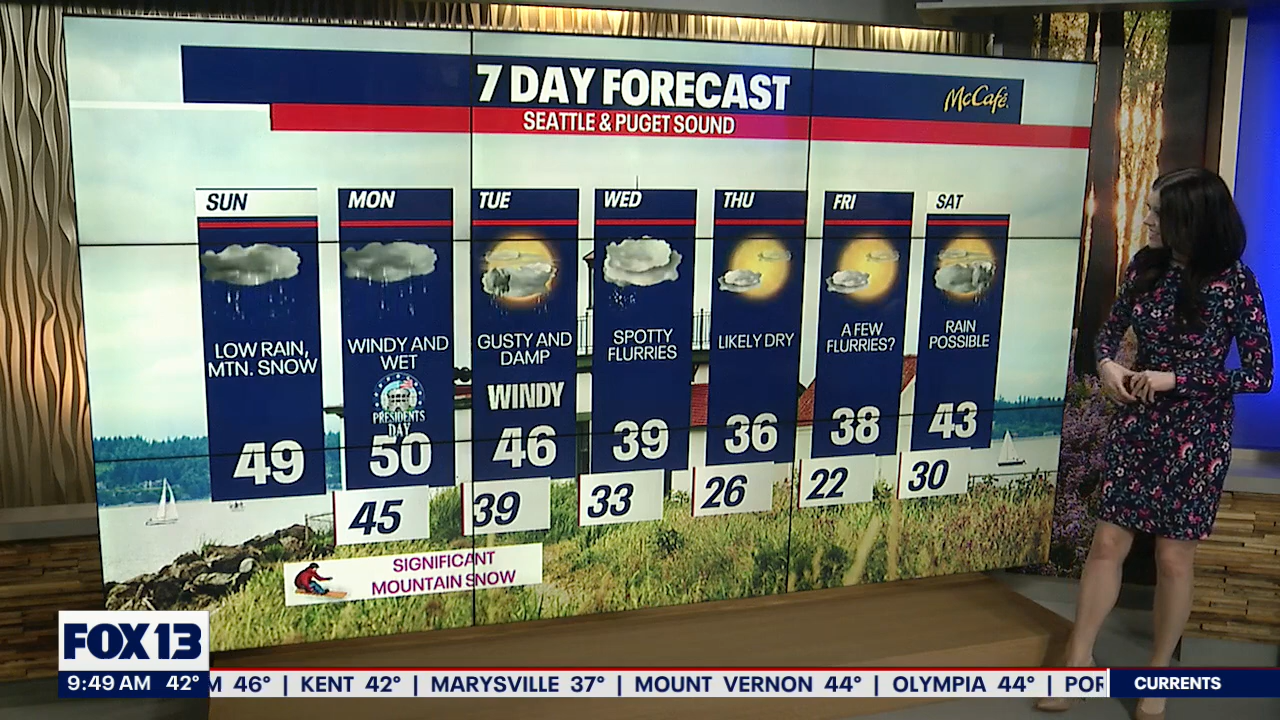 7 DAY FORECAST
McCafé
SEATTLE & PUGET SOUND
SUN
MON
TUE
WED
THU
FRI
SAT
LOW RAIN,
MTN. SNOW
WINDY AND
WET
GUSTY AND
DAMP
SPOTTY
FLURRIES
LIKELY DRY
A FEW
FLURRIES?
RAIN
POSSIBLE
PRESIDENTS
DAY
WINDY
49
50
46
39
36
38
43
45
39
33
26
22
30
SIGNIFICANT
MOUNTAIN SNOW
FOX 13
9:49 AM 42°
M 46° | KENT 42° | MARYSVILLE 37° | MOUNT VERNON 44° | OLYMPIA 44° | POR
CURRENTS